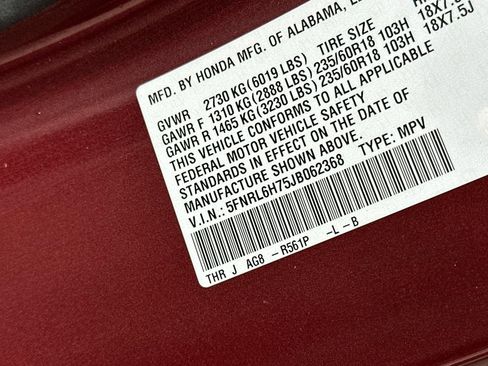 MFD. BY HONDA MFG. OF ALABAMA,
TIRE SIZE
GVWR 2730 KG (6019 LBS)
GAWR F 1310 KG (2888 LBS) 235/60R18 103H 18X7.5J
GAWR R 1465 KG (3230 LBS) 235/60R18 103H 18X7.5J
THIS VEHICLE CONFORMS TO ALL APPLICABLE
FEDERAL MOTOR VEHICLE SAFETY
STANDARDS IN EFFECT ON THE DATE OF
MANUFACTURE SHOWN ABOVE.
V.I.N.: 5FNRL6H75JB062368 TYPE: MPV
THR J AG8 - R561P -L - B